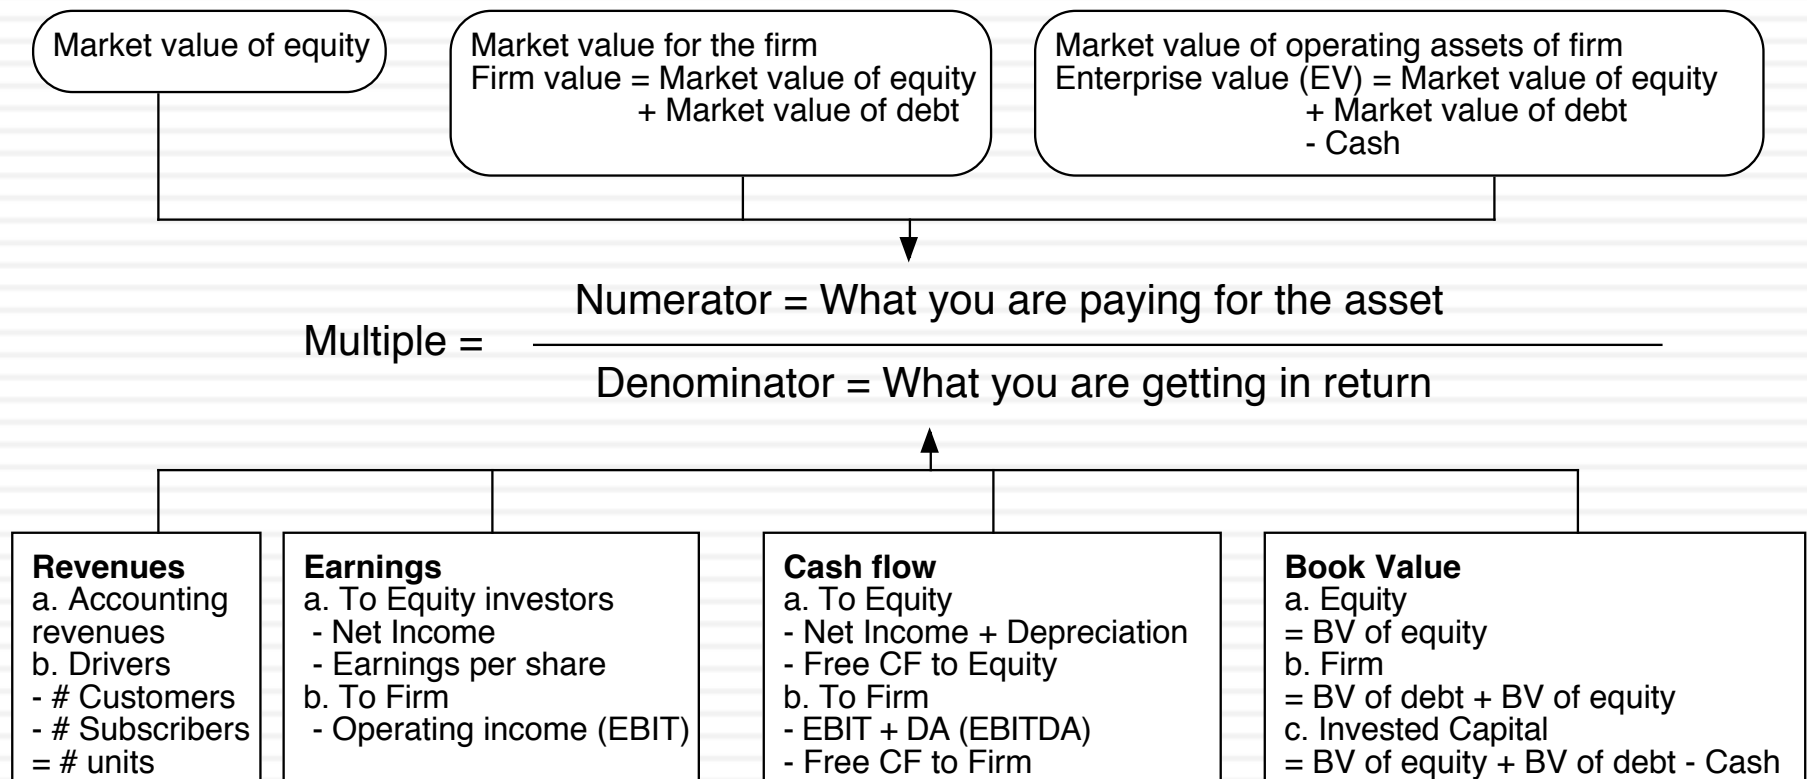 Market value of equity
Market value for the firm
Firm value = Market value of equity
+ Market value of debt
Market value of operating assets of firm
Enterprise value (EV) = Market value of equity
+ Market value of debt
- Cash
Numerator = What you are paying for the asset
Multiple =
Denominator = What you are getting in return
Revenues
a. Accounting
revenues
b. Drivers
- # Customers
- # Subscribers
= # units
Earnings
a. To Equity investors
- Net Income
- Earnings per share
b. To Firm
- Operating income (EBIT)
Cash flow
a. To Equity
- Net Income + Depreciation
- Free CF to Equity
b. To Firm
- EBIT + DA (EBITDA)
- Free CF to Firm
Book Value
a. Equity
= BV of equity
b. Firm
= BV of debt + BV of equity
c. Invested Capital
= BV of equity + BV of debt - Cash